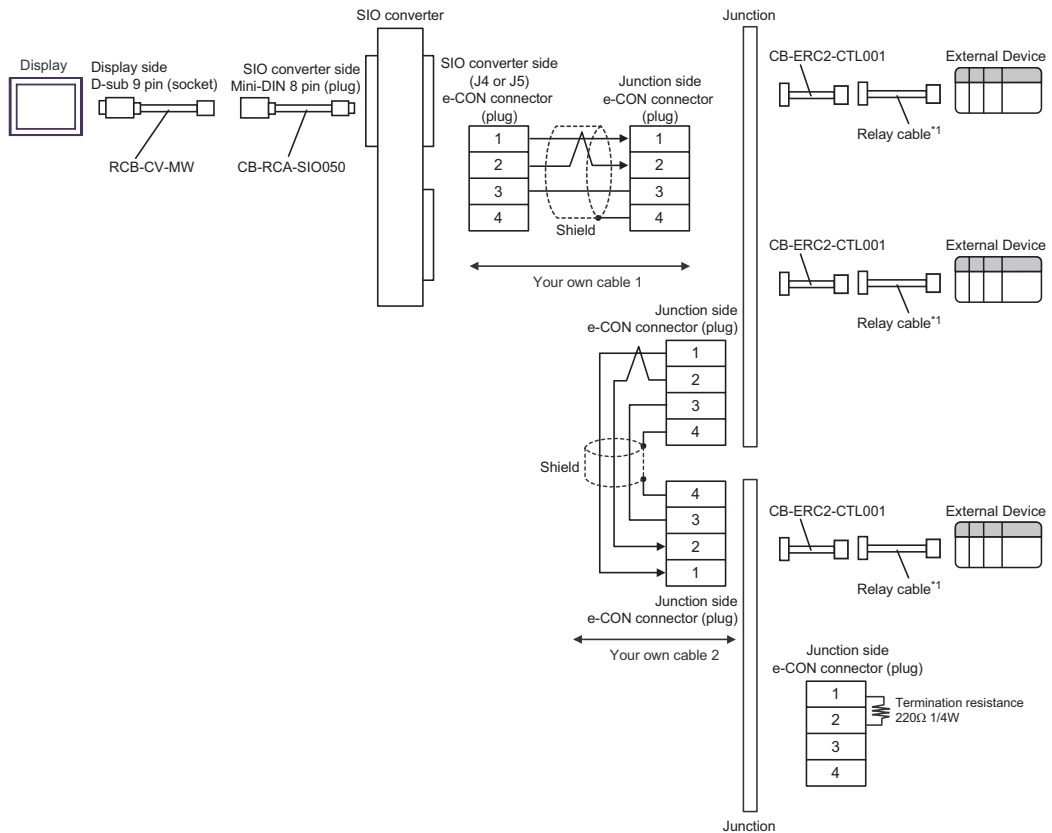 SIO converter
Junction
Display
Display side
D-sub 9 pin (socket)
SIO converter side
Mini-DIN 8 pin (plug)
RCB-CV-MW
CB-RCA-SIO050
SIO converter side
(J4 or J5)
e-CON connector
(plug)
Junction side
e-CON connector
(plug)
1
2
3
4
1
2
3
4
Shield
Your own cable 1
CB-ERC2-CTL001
External Device
Relay cable*1
CB-ERC2-CTL001
External Device
Relay cable*1
Junction side
e-CON connector (plug)
1
2
3
4
Shield
4
3
2
1
Junction side
e-CON connector (plug)
Your own cable 2
CB-ERC2-CTL001
External Device
Relay cable*1
Junction side
e-CON connector (plug)
1
2
3
4
Termination resistance
220Ω 1/4W
Junction